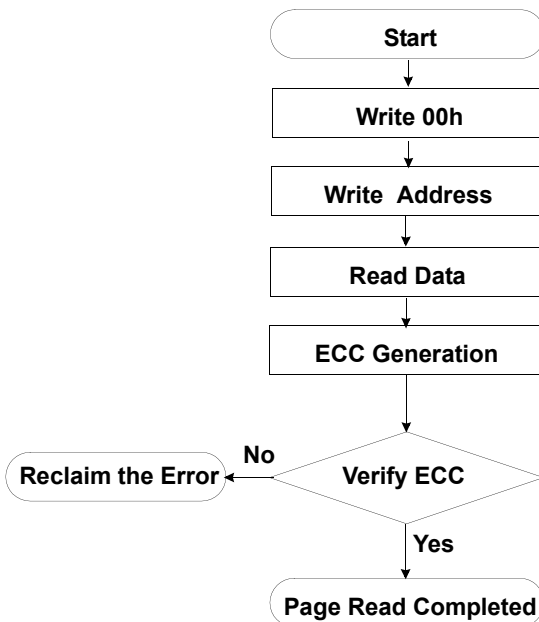 Start
Write 00h
Write Address
Read Data
ECC Generation
No
Reclaim the Error
Verify ECC
Yes
Page Read Completed